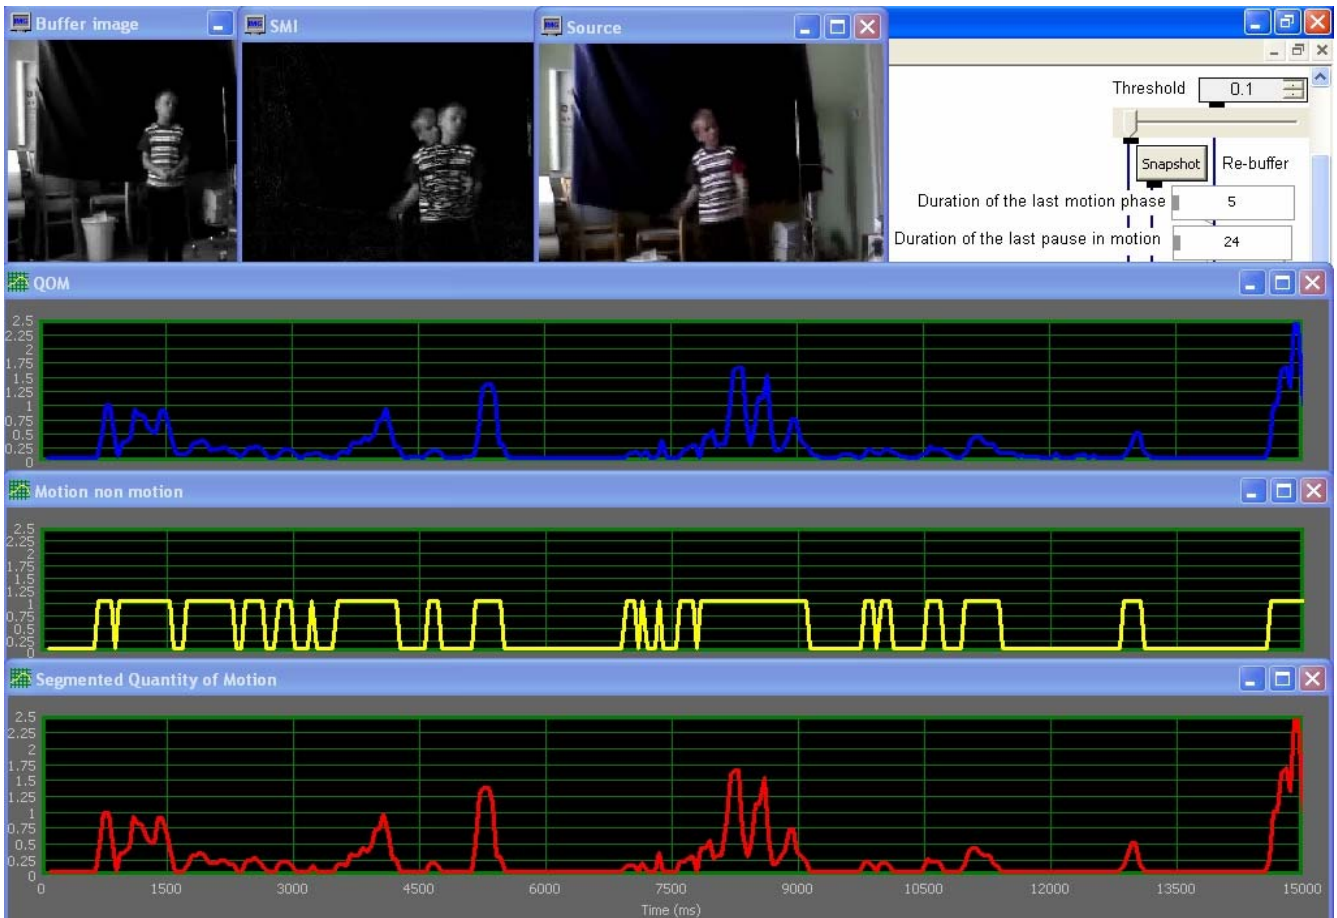 Buffer image
SMI
Source
Threshold 0.1
Snapshot Re-buffer
Duration of the last motion phase 5
Duration of the last pause in motion 24
QOM
2.5
2.25
2
1.75
1.5
1.25
1
0.75
0.5
0.25
0
Motion non motion
2.5
2.25
2
1.75
1.5
1.25
1
0.75
0.5
0.25
0
Segmented Quantity of Motion
2.5
2.25
2
1.75
1.5
1.25
1
0.75
0.5
0.25
0
0 1500 3000 4500 6000 7500 9000 10500 12000 13500 15000
Time (ms)